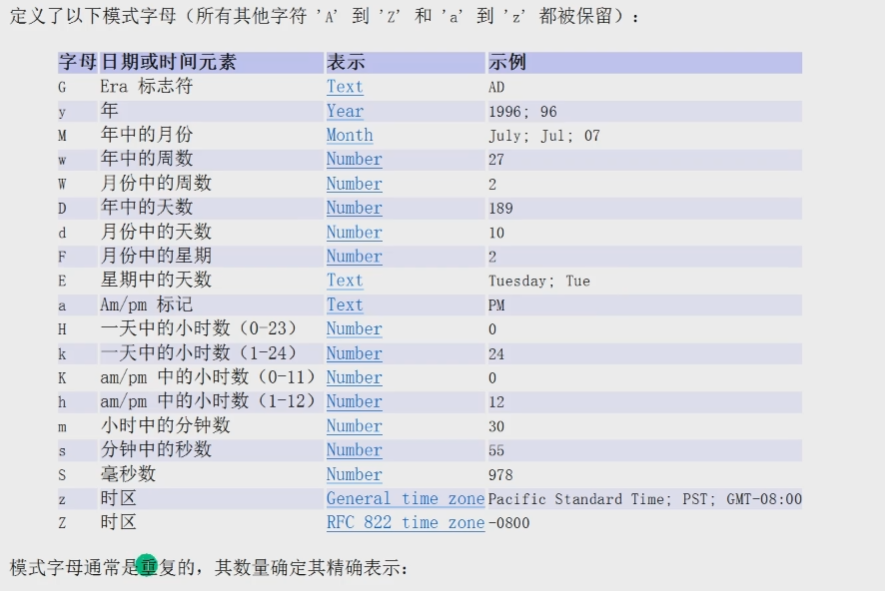 定义了以下模式字母（所有其他字符 'A' 到 'Z' 和 'a' 到 'z' 都被保留）：
字母 日期或时间元素 表示 示例
G Era 标志符 Text AD
y 年 Year 1996; 96
M 年中的月份 Month July; Jul; 07
w 年中的周数 Number 27
W 月份中的周数 Number 2
D 年中的天数 Number 189
d 月份中的天数 Number 10
F 月份中的星期 Number 2
E 星期中的天数 Text Tuesday; Tue
a Am/pm 标记 Text PM
H 一天中的小时数（0-23） Number 0
k 一天中的小时数（1-24） Number 24
K am/pm 中的小时数（0-11） Number 0
h am/pm 中的小时数（1-12） Number 12
m 小时中的分钟数 Number 30
s 分钟中的秒数 Number 55
S 毫秒数 Number 978
z 时区 General time zone Pacific Standard Time; PST; GMT-08:00
Z 时区 RFC 822 time zone -0800
模式字母通常是重复的，其数量确定其精确表示：